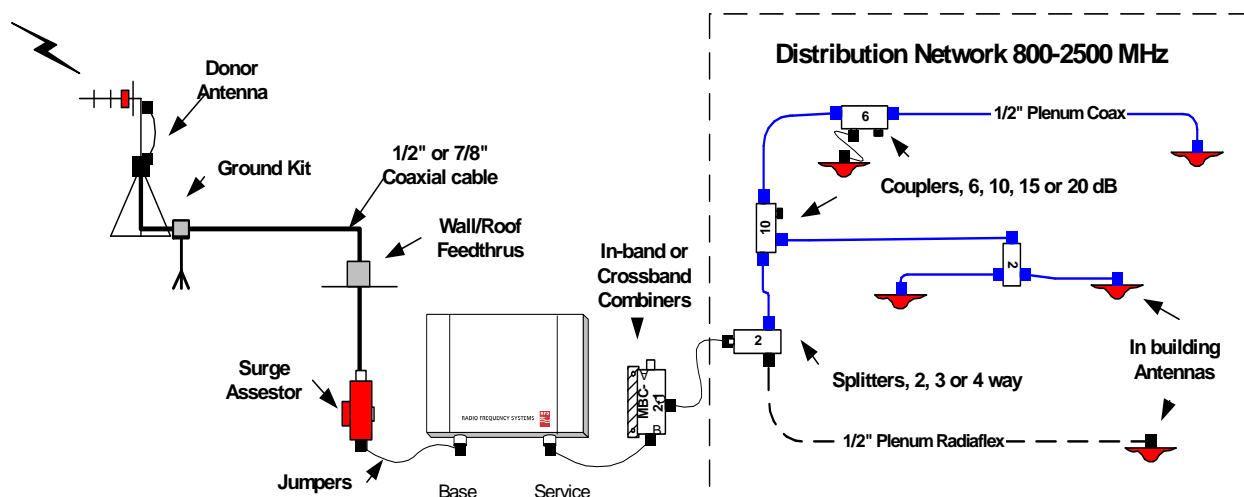 Distribution Network 800-2500 MHz
Donor
Antenna
Ground Kit
1/2" or 7/8"
Coaxial cable
Wall/Roof
Feedthrus
6
1/2" Plenum Coax
Couplers, 6, 10, 15 or 20 dB
10
2
In-band or
Crossband
Combiners
2
Splitters, 2, 3 or 4 way
In building
Antennas
Surge
Assestor
RADIO FREQUENCY SYSTEMS
MBC-
2-1
A
B
1/2" Plenum Radiaflex
Jumpers
Base
Service